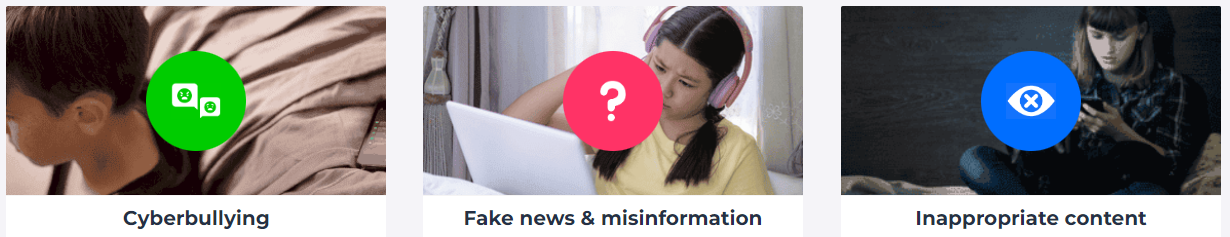 Cyberbullying
Fake news & misinformation
Inappropriate content